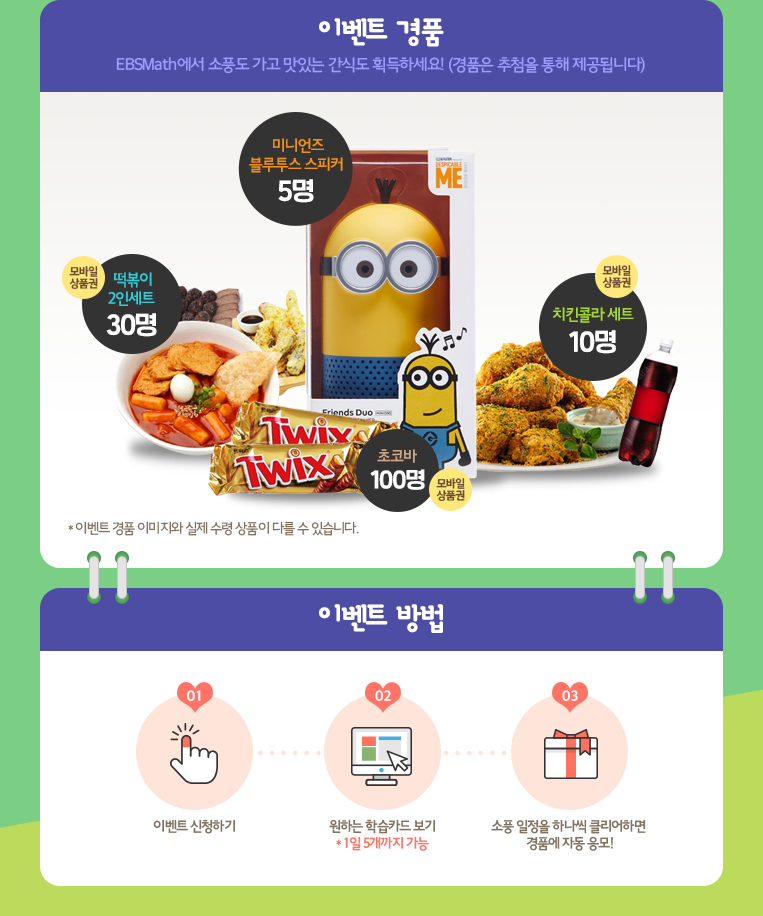 이벤트 경품
EBSMath에서 소풍도 가고 맛있는 간식도 획득하세요! (경품은 추첨을 통해 제공됩니다)
미니언즈
블루투스 스피커
5명
DESPICABLE
ME
모바일
상품권
떡볶이
2인세트
30명
모바일
상품권
치킨콜라 세트
10명
Friends Duo
Twix
Twix
초코바
100명
모바일
상품권
* 이벤트 경품 이미지와 실제 수령 상품이 다를 수 있습니다.
이벤트 방법
01
02
03
이벤트 신청하기
원하는 학습카드 보기
* 1일 5개까지 가능
소풍 일정을 하나씩 클리어하면
경품에 자동 응모!